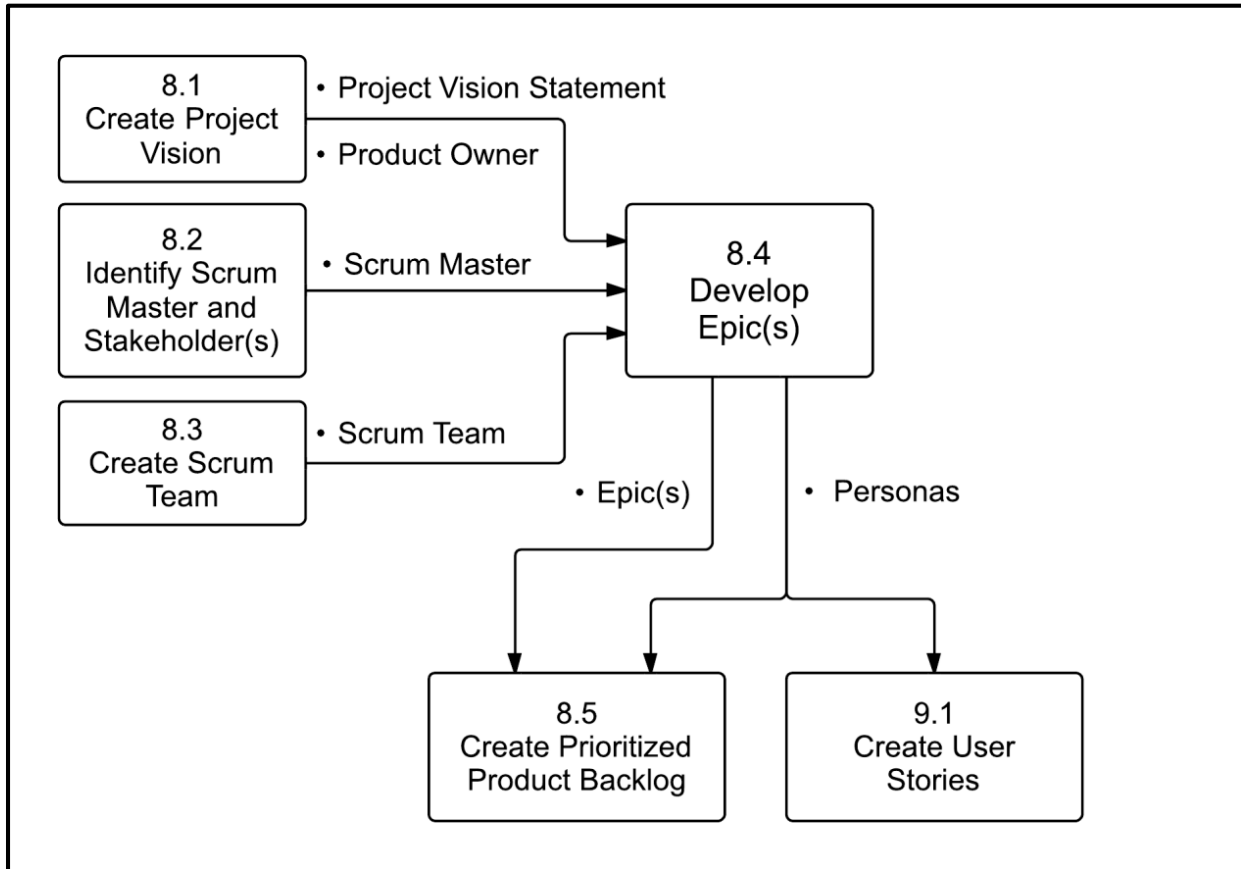 8.1
Create Project
Vision
• Project Vision Statement
• Product Owner
8.2
Identify Scrum
Master and
Stakeholder(s)
• Scrum Master
8.3
Create Scrum
Team
• Scrum Team
8.4
Develop
Epic(s)
• Epic(s)
• Personas
8.5
Create Prioritized
Product Backlog
9.1
Create User
Stories